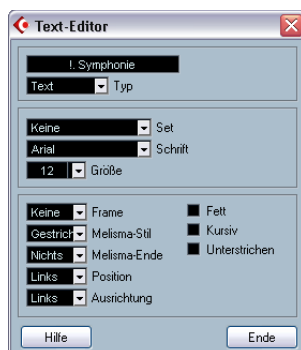 Text-Editor
!. Symphonie
Text Typ
Keine Set
Arial Schrift
12 Größe
Keine Frame Fett
Gestrich Melisma-Stil Kursiv
Nichts Melisma-Ende Unterstrichen
Links Position
Links Ausrichtung
Hilfe Ende